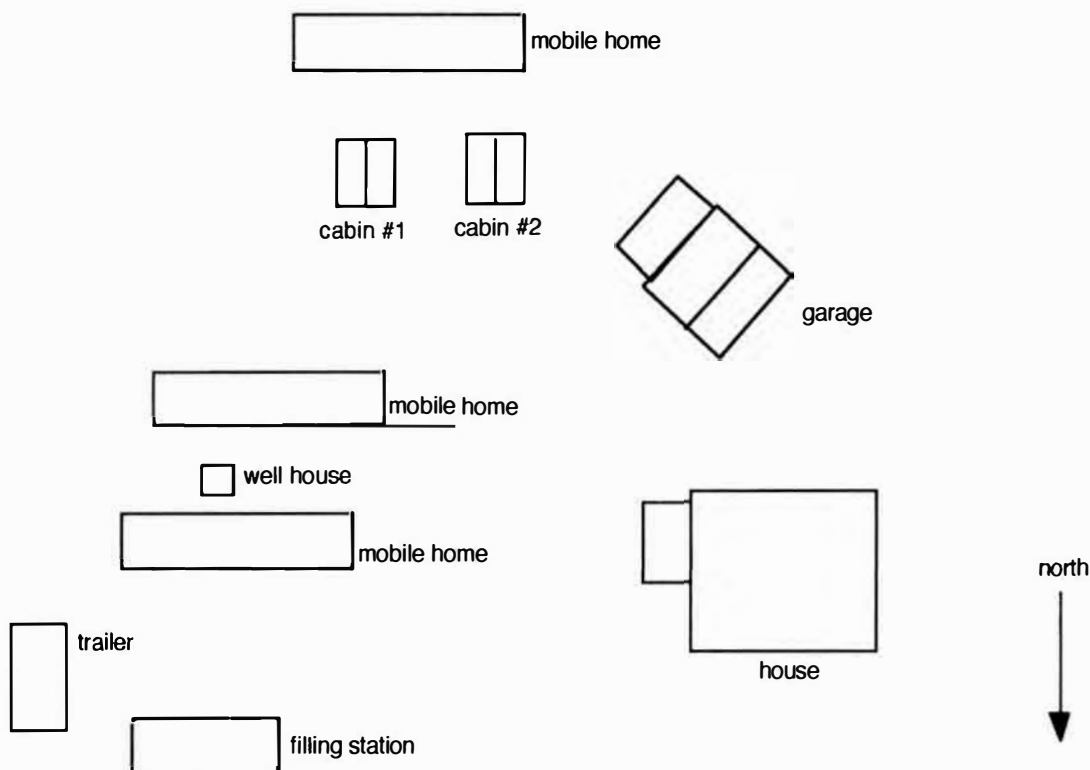 mobile home
cabin #1
cabin #2
garage
mobile home
well house
mobile home
north
trailer
house
filling station